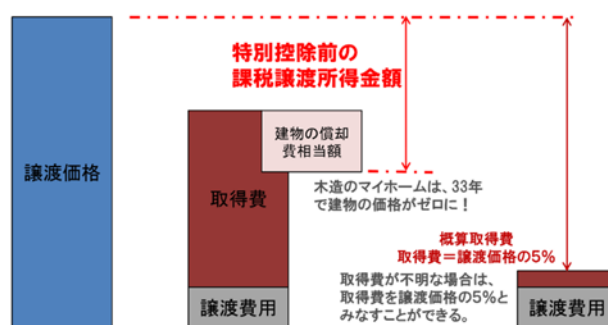 特別控除前の
課税譲渡所得金額
譲渡価格
建物の償却
費相当額
取得費
木造のマイホームは、33年
で建物の価格がゼロに！
概算取得費
取得費＝譲渡価格の5％
取得費が不明な場合は、
取得費を譲渡価格の5％と
みなすことができる。
譲渡費用
譲渡費用